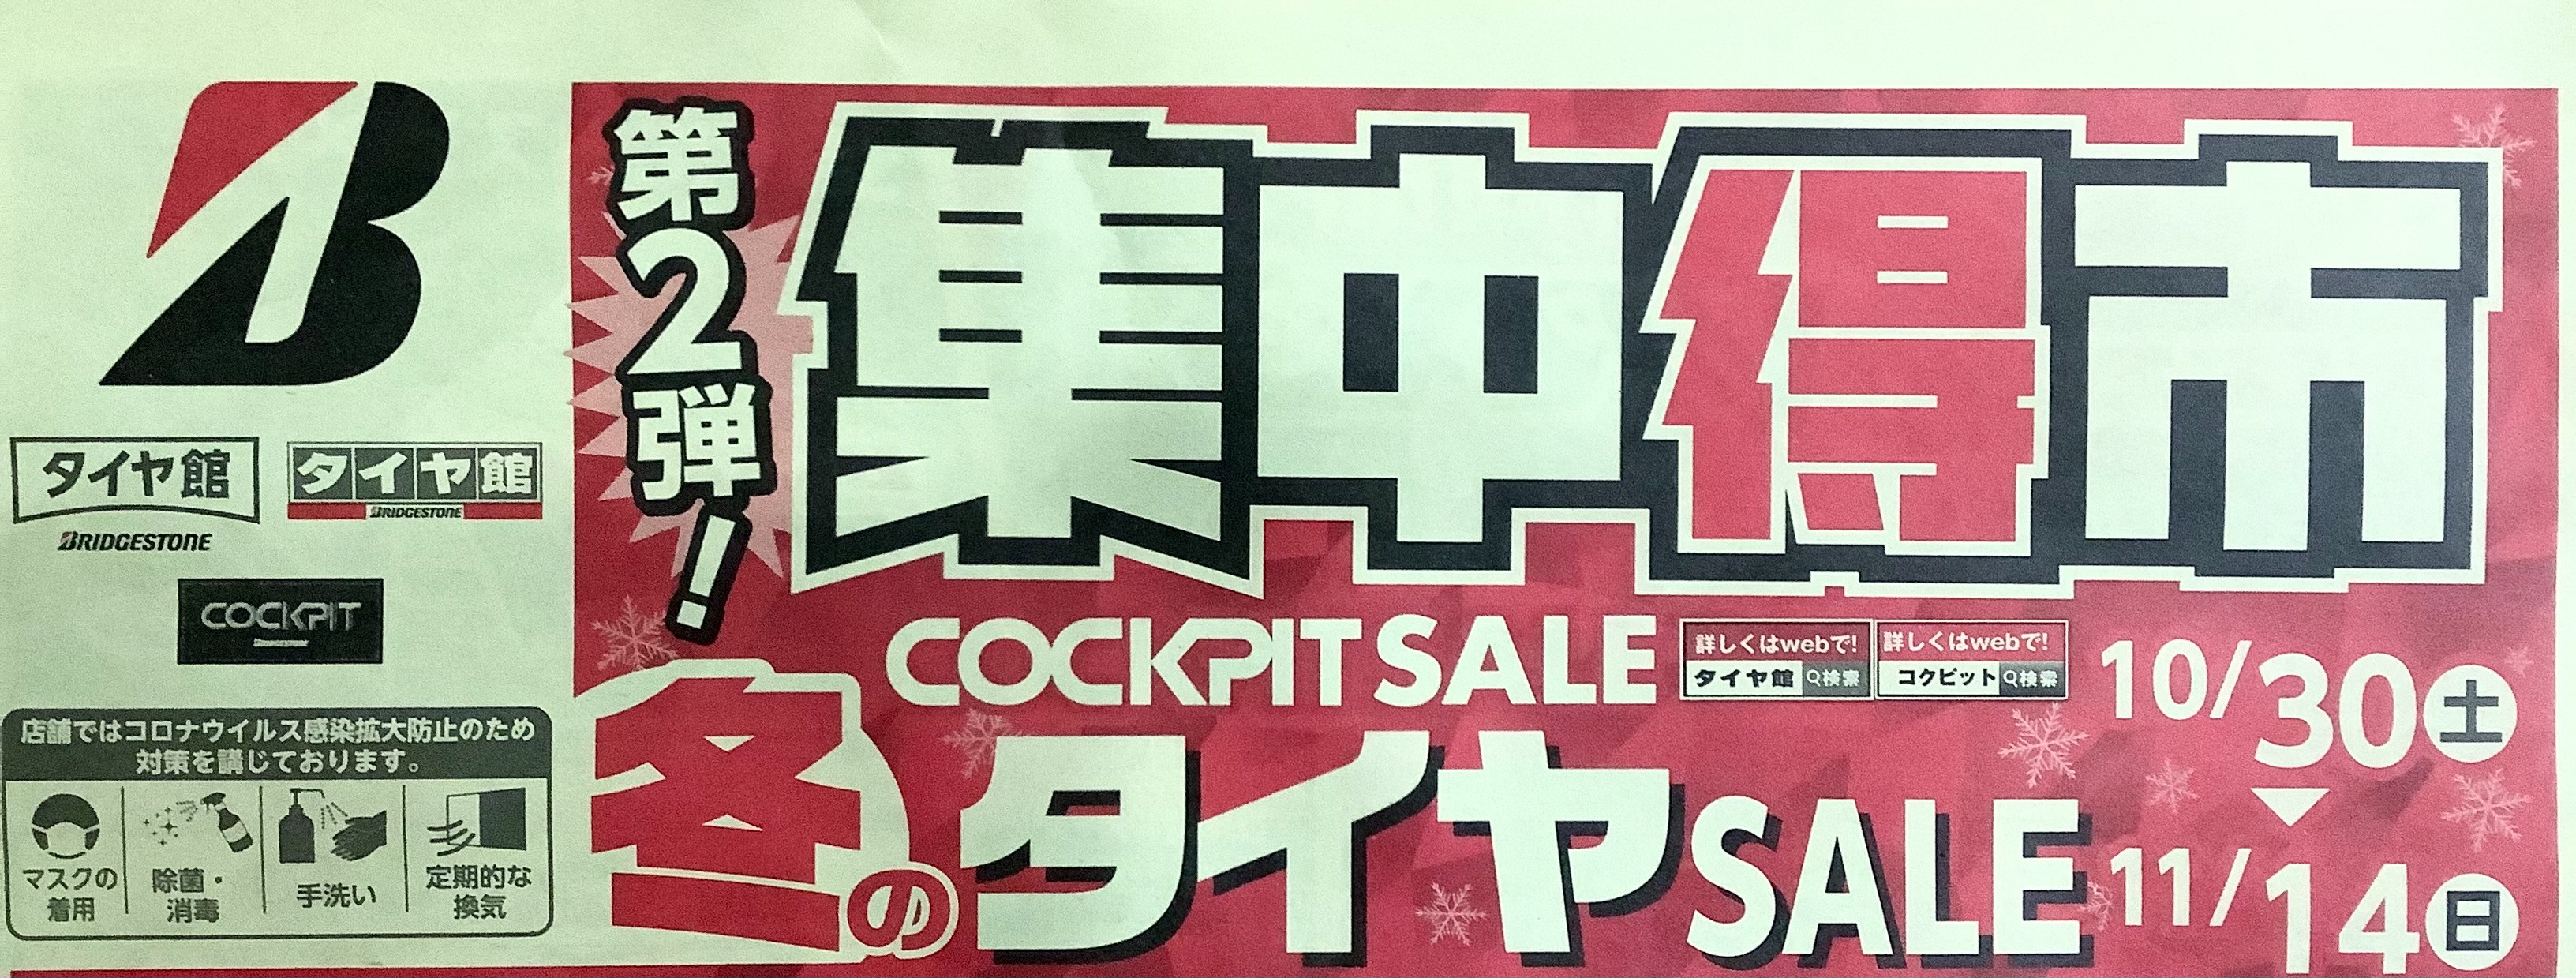 タイヤ館
BRIDGESTONE
タイヤ館
BRIDGESTONE
COCKPIT
店舗ではコロナウイルス感染拡大防止のため
対策を講じております。
マスクの
着用
除菌・
消毒
手洗い
定期的な
換気
第2弾!
集中得市
COCKPIT SALE
詳しくはwebで!
タイヤ館 検索
詳しくはwebで!
コクピット 検索
冬のタイヤSALE
10/30土
11/14日